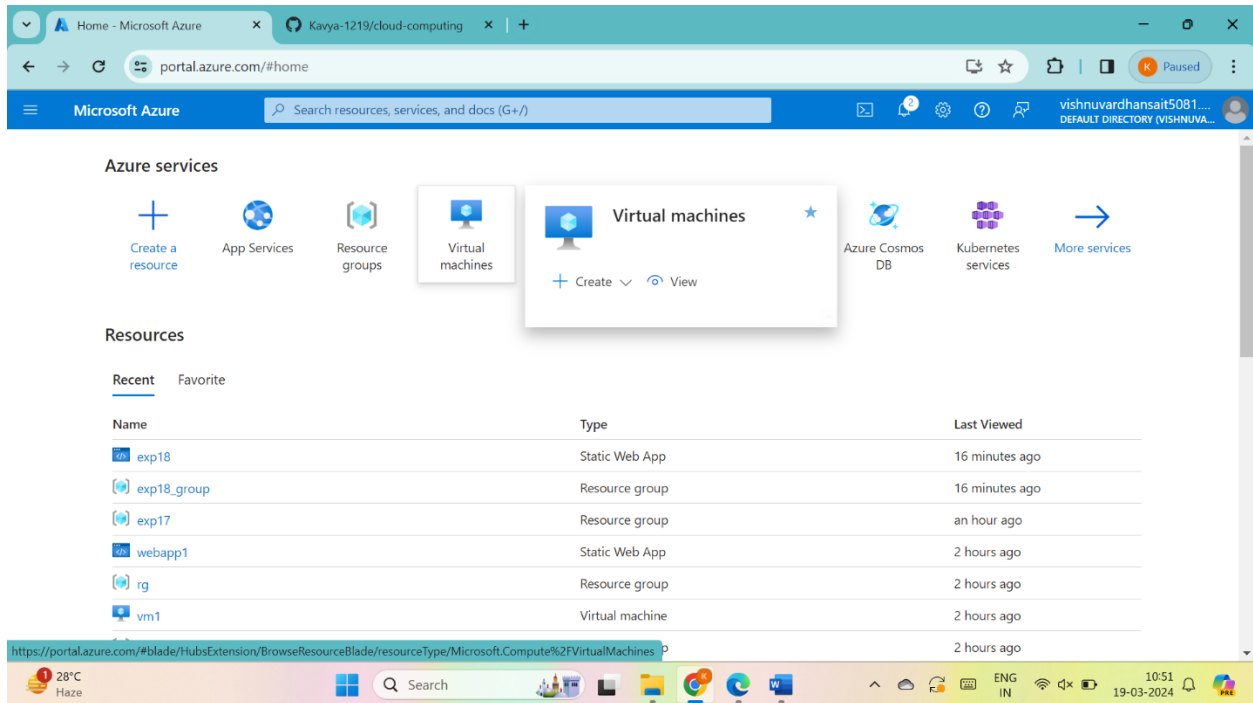 Home - Microsoft Azure
Kavya-1219/cloud-computing
portal.azure.com/#home
K Paused
Microsoft Azure
Search resources, services, and docs (G+/)
2
vishnuvardhansait5081....
DEFAULT DIRECTORY (VISHNUVA...
Azure services
Create a
resource
App Services
Resource
groups
Virtual
machines
Virtual machines
Create
View
Azure Cosmos
DB
Kubernetes
services
More services
Resources
Recent Favorite
Name Type Last Viewed
exp18 Static Web App 16 minutes ago
exp18_group Resource group 16 minutes ago
exp17 Resource group an hour ago
webapp1 Static Web App 2 hours ago
rg Resource group 2 hours ago
vm1 Virtual machine 2 hours ago
2 hours ago
https://portal.azure.com/#blade/HubsExtension/BrowseResourceBlade/resourceType/Microsoft.Compute%2FVirtualMachines
1
28°C
Haze
Search
ENG
IN
10:51
19-03-2024
PRE